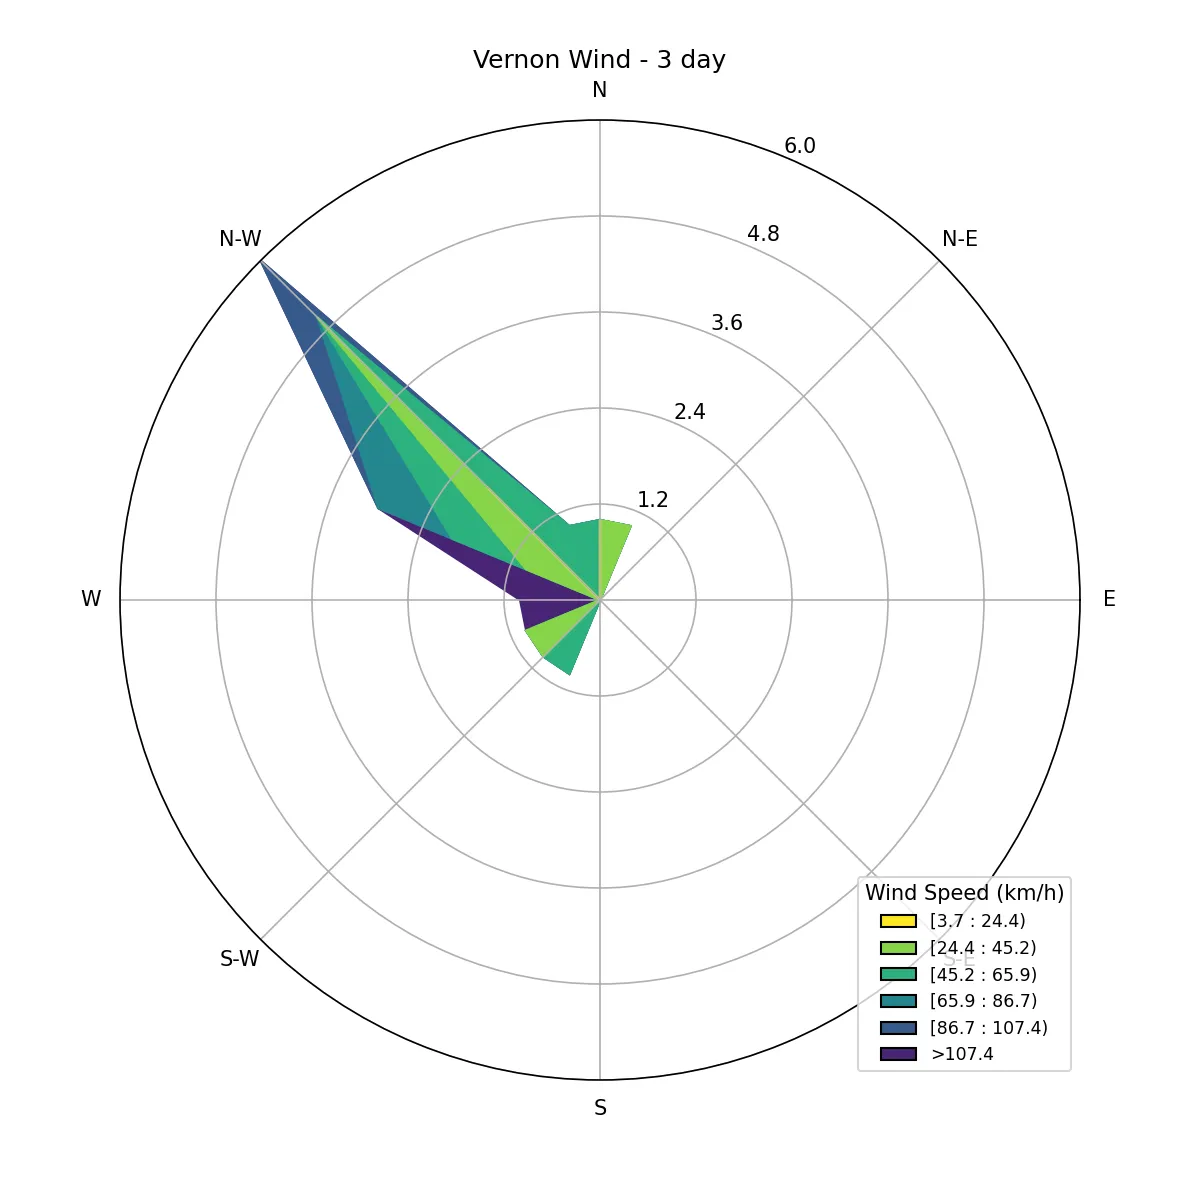 Vernon Wind - 3 day
N
6.0
N-W
N-E
4.8
3.6
2.4
1.2
W
E
Wind Speed (km/h)
[3.7 : 24.4)
[24.4 : 45.2)
S-W
S-E
[45.2 : 65.9)
[65.9 : 86.7)
[86.7 : 107.4)
>107.4
S